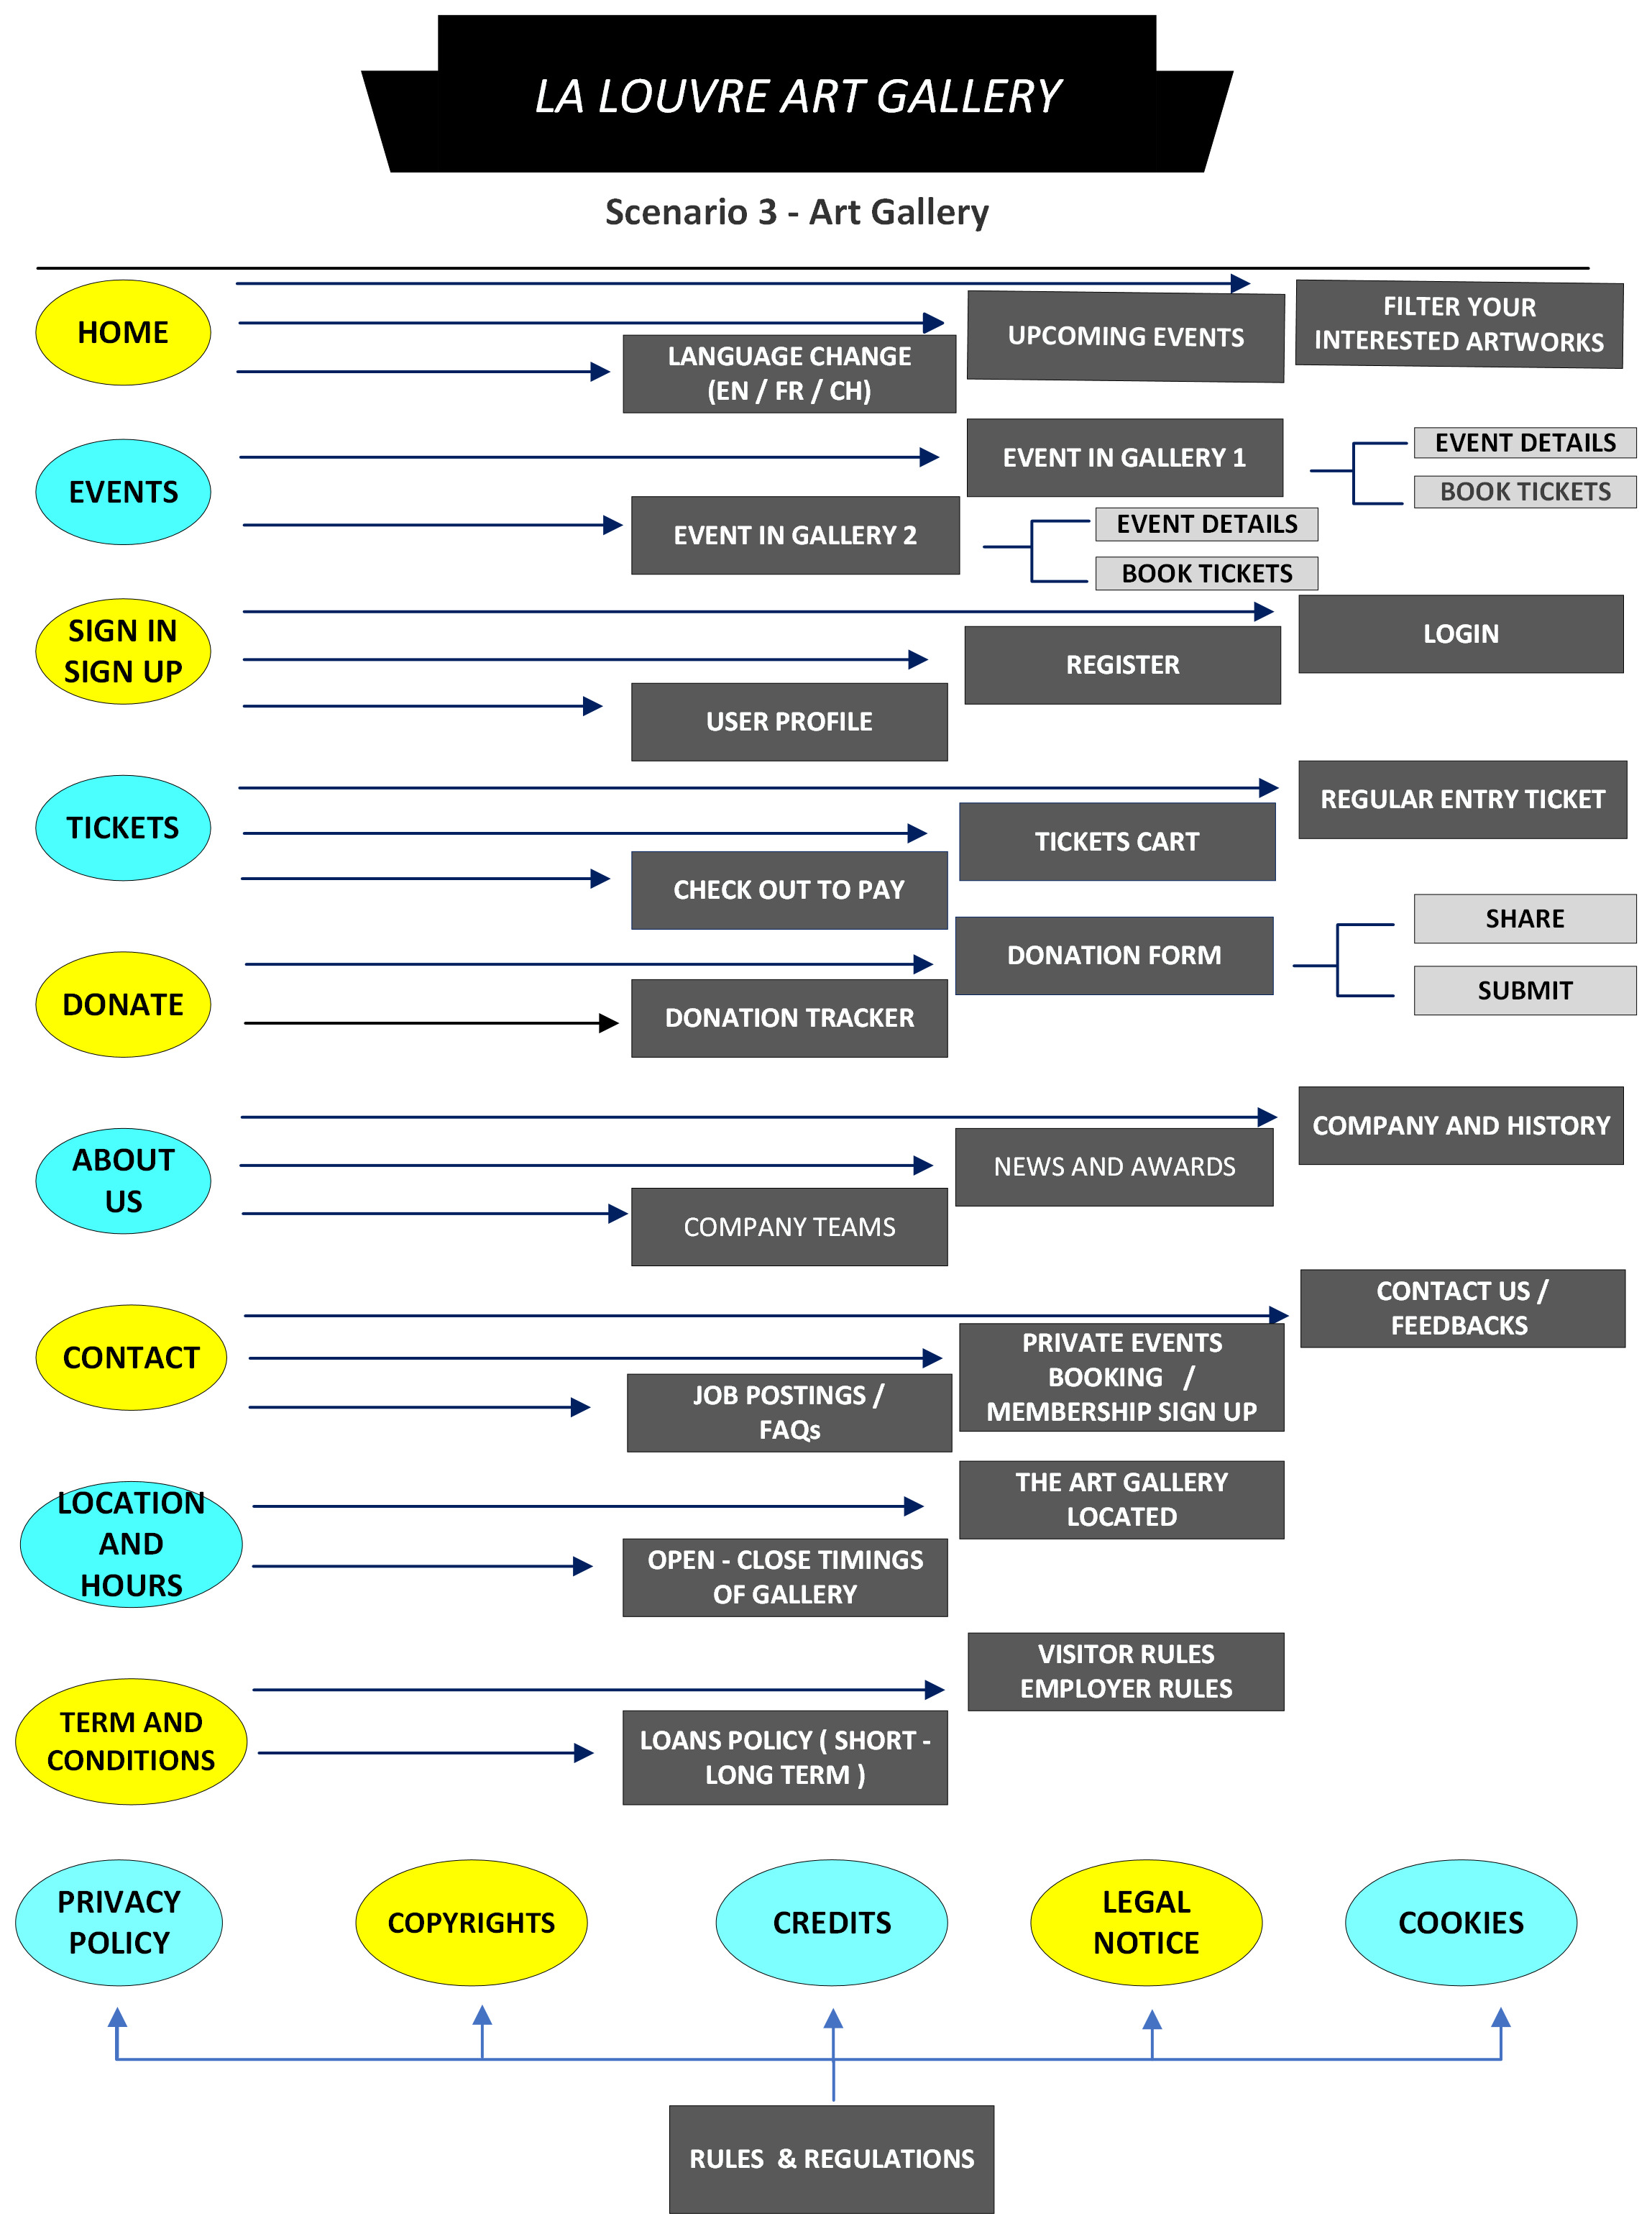 LA LOUVRE ART GALLERY
Scenario 3 - Art Gallery
HOME
LANGUAGE CHANGE
(EN / FR / CH)
UPCOMING EVENTS
FILTER YOUR
INTERESTED ARTWORKS
EVENTS
EVENT IN GALLERY 1
EVENT DETAILS
BOOK TICKETS
EVENT IN GALLERY 2
EVENT DETAILS
BOOK TICKETS
SIGN IN
SIGN UP
LOGIN
REGISTER
USER PROFILE
TICKETS
REGULAR ENTRY TICKET
TICKETS CART
CHECK OUT TO PAY
DONATE
DONATION FORM
SHARE
SUBMIT
DONATION TRACKER
ABOUT
US
COMPANY AND HISTORY
NEWS AND AWARDS
COMPANY TEAMS
CONTACT
CONTACT US /
FEEDBACKS
PRIVATE EVENTS
BOOKING /
MEMBERSHIP SIGN UP
JOB POSTINGS /
FAQs
LOCATION
AND
HOURS
THE ART GALLERY
LOCATED
OPEN - CLOSE TIMINGS
OF GALLERY
TERM AND
CONDITIONS
VISITOR RULES
EMPLOYER RULES
LOANS POLICY ( SHORT -
LONG TERM )
PRIVACY
POLICY
COPYRIGHTS
CREDITS
LEGAL
NOTICE
COOKIES
RULES & REGULATIONS